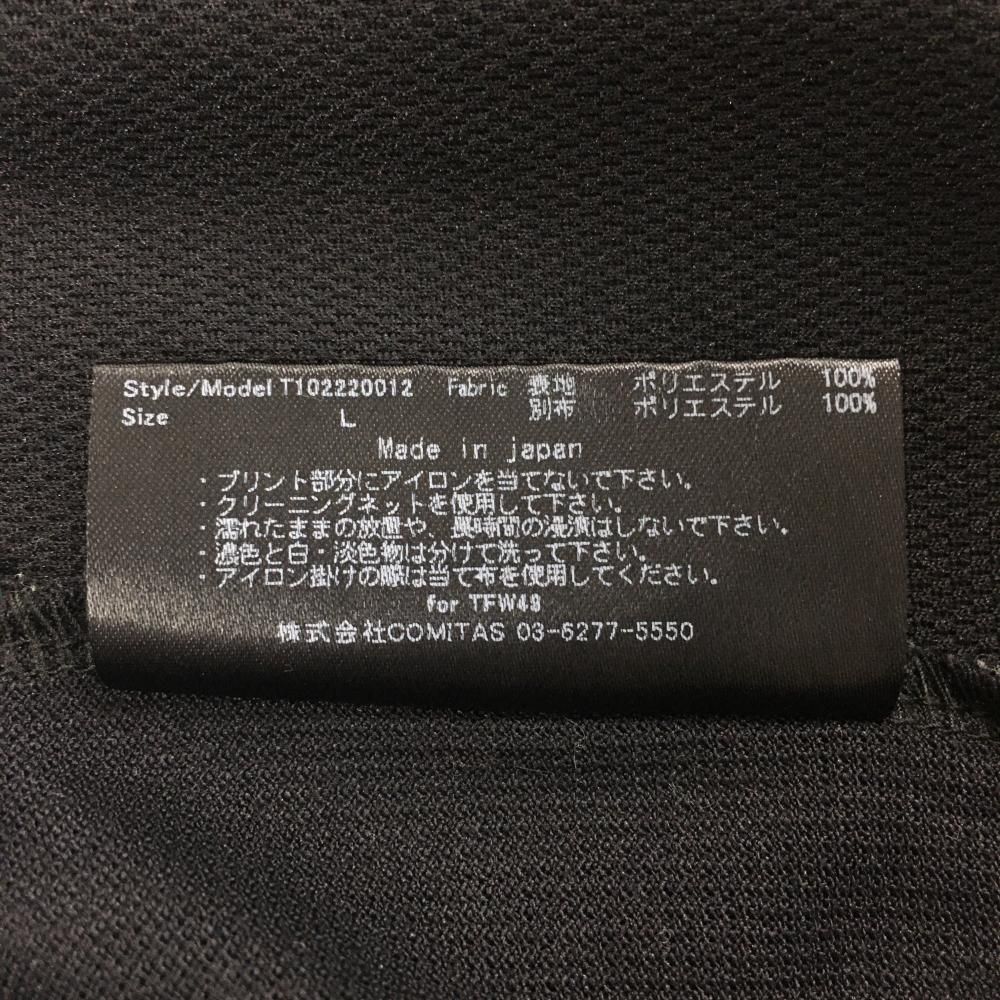 Style/Model T102220012 Fabric 表地 ポリエステル 100%
Size L 別布 ポリエステル 100%
Made in japan
・プリント部分にアイロンを当てないで下さい。
・クリーニングネットを使用して下さい。
・濡れたままの放置や、長時間の浸漬はしないで下さい。
・濃色と白・淡色物は分けて洗って下さい。
・アイロン掛けの際は当て布を使用してください。
for TFW49
株式会社COMITAS 03-6277-5550